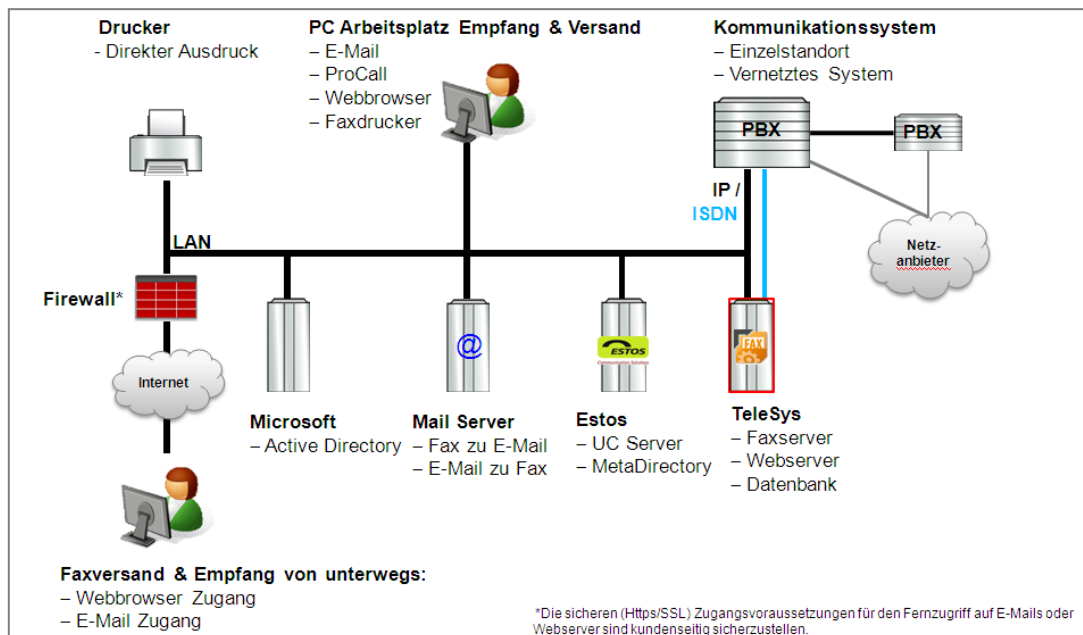 Drucker
- Direkter Ausdruck
PC Arbeitsplatz Empfang & Versand
– E-Mail
– ProCall
– Webbrowser
– Faxdrucker
Kommunikationssystem
– Einzelstandort
– Vernetztes System
PBX
PBX
IP /
ISDN
Netz-
anbieter
LAN
Firewall*
Internet
@
ESTOS
Communication Solution
FAX
Microsoft
– Active Directory
Mail Server
– Fax zu E-Mail
– E-Mail zu Fax
Estos
– UC Server
– MetaDirectory
TeleSys
– Faxserver
– Webserver
– Datenbank
Faxversand & Empfang von unterwegs:
– Webbrowser Zugang
– E-Mail Zugang
*Die sicheren (Https/SSL) Zugangsvoraussetzungen für den Fernzugriff auf E-Mails oder
Webserver sind kundenseitig sicherzustellen.